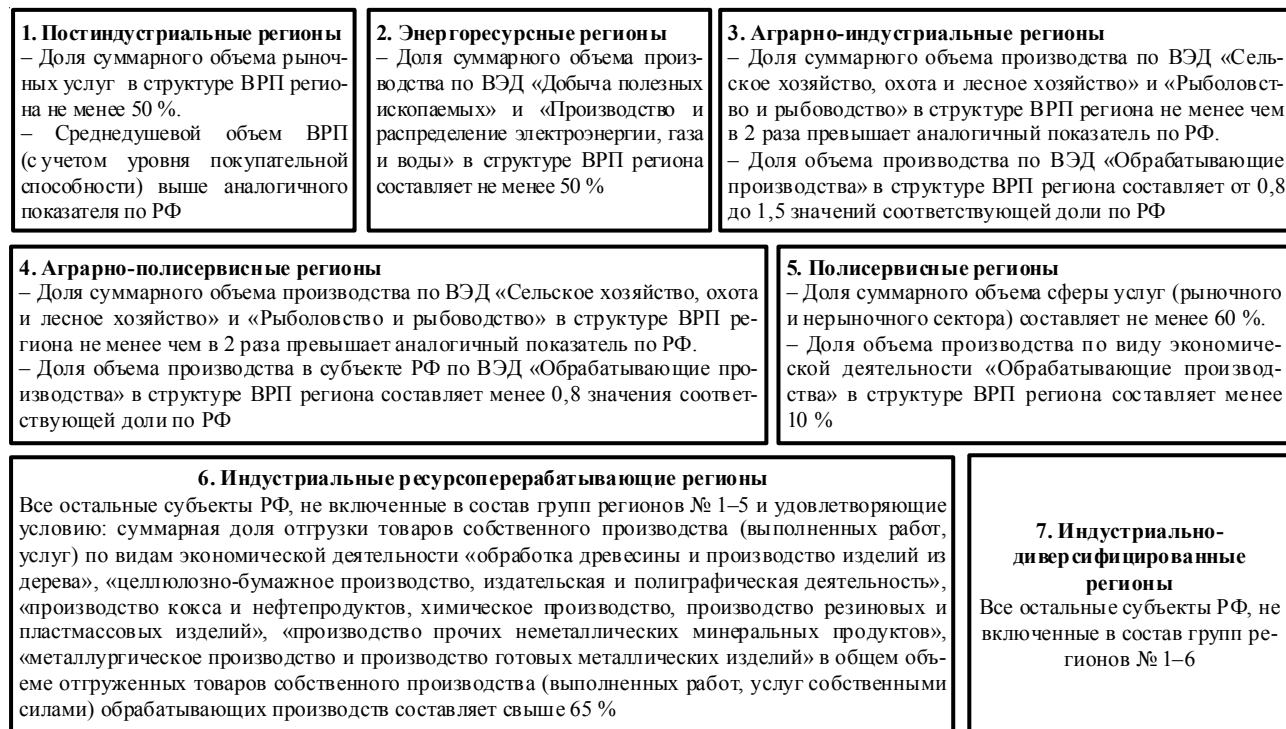 1. Постиндустриальные регионы
– Доля суммарного объема рыноч-
ных услуг в структуре ВРП регио-
на не менее 50 %.
– Среднедушевой объем ВРП
(с учетом уровня покупательной
способности) выше аналогичного
показателя по РФ
2. Энергоресурсные регионы
– Доля суммарного объема произ-
водства по ВЭД «Добыча полезных
ископаемых» и «Производство и
распределение электроэнергии, газа
и воды» в структуре ВРП региона
составляет не менее 50 %
3. Аграрно-индустриальные регионы
– Доля суммарного объема производства по ВЭД «Сель-
ское хозяйство, охота и лесное хозяйство» и «Рыболовст-
во и рыбоводство» в структуре ВРП региона не менее чем
в 2 раза превышает аналогичный показатель по РФ.
– Доля объема производства по ВЭД «Обрабатывающие
производства» в структуре ВРП региона составляет от 0,8
до 1,5 значений соответствующей доли по РФ
4. Аграрно-полисервисные регионы
– Доля суммарного объема производства по ВЭД «Сельское хозяйство, охота
и лесное хозяйство» и «Рыболовство и рыбоводство» в структуре ВРП ре-
гиона не менее чем в 2 раза превышает аналогичный показатель по РФ.
– Доля объема производства в субъекте РФ по ВЭД «Обрабатывающие про-
изводства» в структуре ВРП региона составляет менее 0,8 значения соответ-
ствующей доли по РФ
5. Полисервисные регионы
– Доля суммарного объема сферы услуг (рыночного
и нерыночного сектора) составляет не менее 60 %.
– Доля объема производства по виду экономиче-
ской деятельности «Обрабатывающие производ-
ства» в структуре ВРП региона составляет менее
10 %
6. Индустриальные ресурсоперерабатывающие регионы
Все остальные субъекты РФ, не включенные в состав групп регионов № 1–5 и удовлетворяющие
условию: суммарная доля отгрузки товаров собственного производства (выполненных работ,
услуг) по видам экономической деятельности «обработка древесины и производство изделий из
дерева», «целлюлозно-бумажное производство, издательская и полиграфическая деятельность»,
«производство кокса и нефтепродуктов, химическое производство, производство резиновых и
пластмассовых изделий», «производство прочих неметаллических минеральных продуктов»,
«металлургическое производство и производство готовых металлических изделий» в общем объ-
еме отгруженных товаров собственного производства (выполненных работ, услуг собственными
силами) обрабатывающих производств составляет свыше 65 %
7. Индустриально-
диверсифицированные
регионы
Все остальные субъекты РФ, не
включенные в состав групп ре-
гионов № 1–6